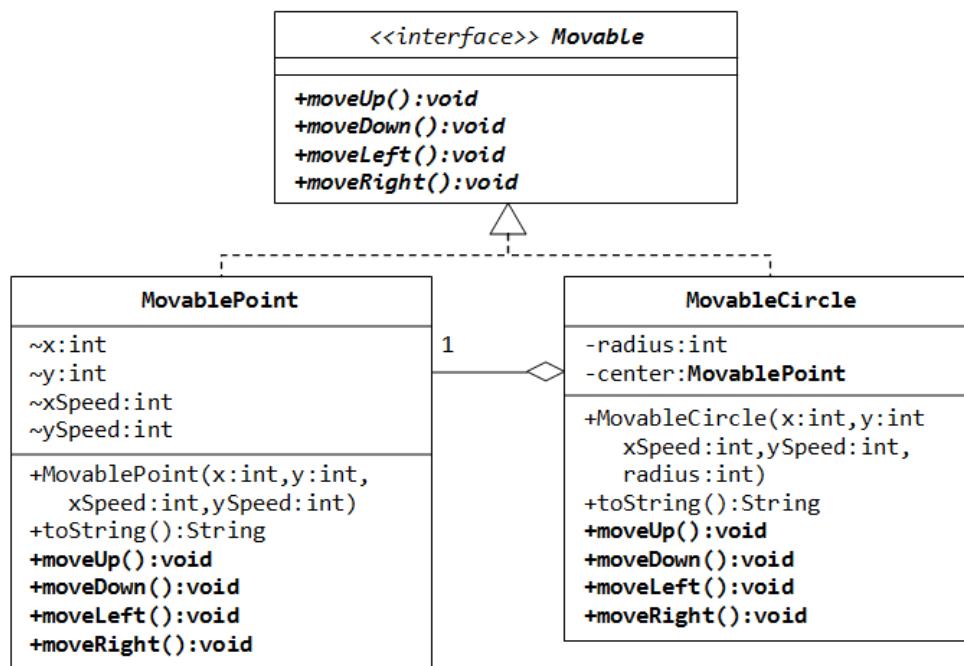 <<interface>> Movable
+moveUp():void
+moveDown():void
+moveLeft():void
+moveRight():void
MovablePoint
~x:int
~y:int
~xSpeed:int
~ySpeed:int
+MovablePoint(x:int,y:int,
xSpeed:int,ySpeed:int)
+toString():String
+moveUp():void
+moveDown():void
+moveLeft():void
+moveRight():void
1
MovableCircle
-radius:int
-center:MovablePoint
+MovableCircle(x:int,y:int
xSpeed:int,ySpeed:int,
radius:int)
+toString():String
+moveUp():void
+moveDown():void
+moveLeft():void
+moveRight():void